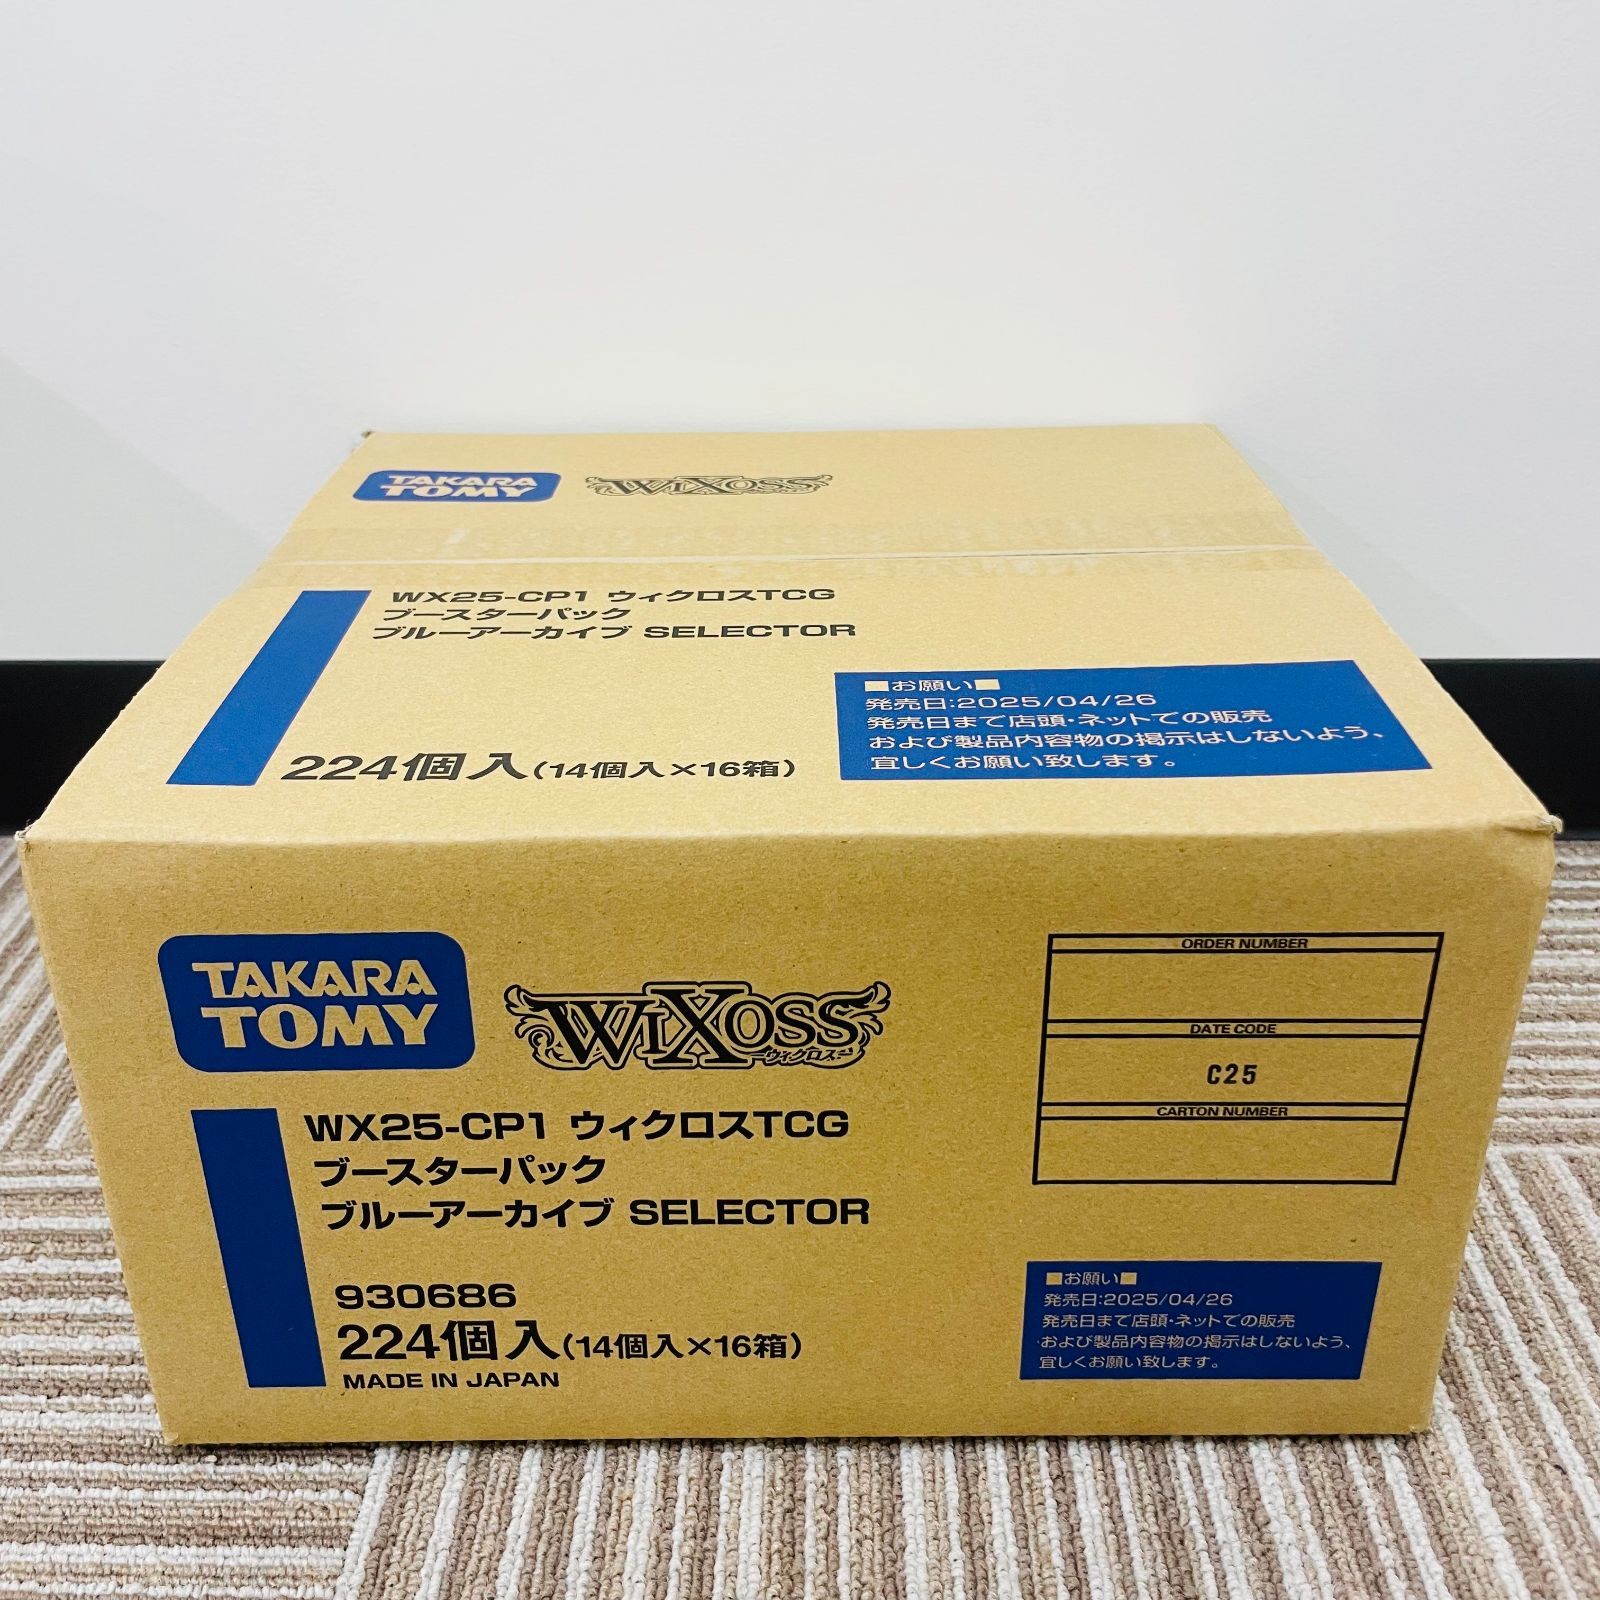 TAKARA
TOMY
WIXOSS
WX25-CP1 ウィクロスTCG
ブースターパック
ブルーアーカイブ SELECTOR
224個入(14個入×16箱)
■お願い■
発売日:2025/04/26
発売日まで店頭・ネットでの販売
および製品内容物の掲示はしないよう、
宜しくお願い致します。
TAKARA
TOMY
WIXOSS
ウィクロス
WX25-CP1 ウィクロスTCG
ブースターパック
ブルーアーカイブ SELECTOR
930686
224個入(14個入×16箱)
MADE IN JAPAN
ORDER NUMBER
DATE CODE
C25
CARTON NUMBER
■お願い■
発売日:2025/04/26
発売日まで店頭・ネットでの販売
および製品内容物の掲示はしないよう、
宜しくお願い致します。